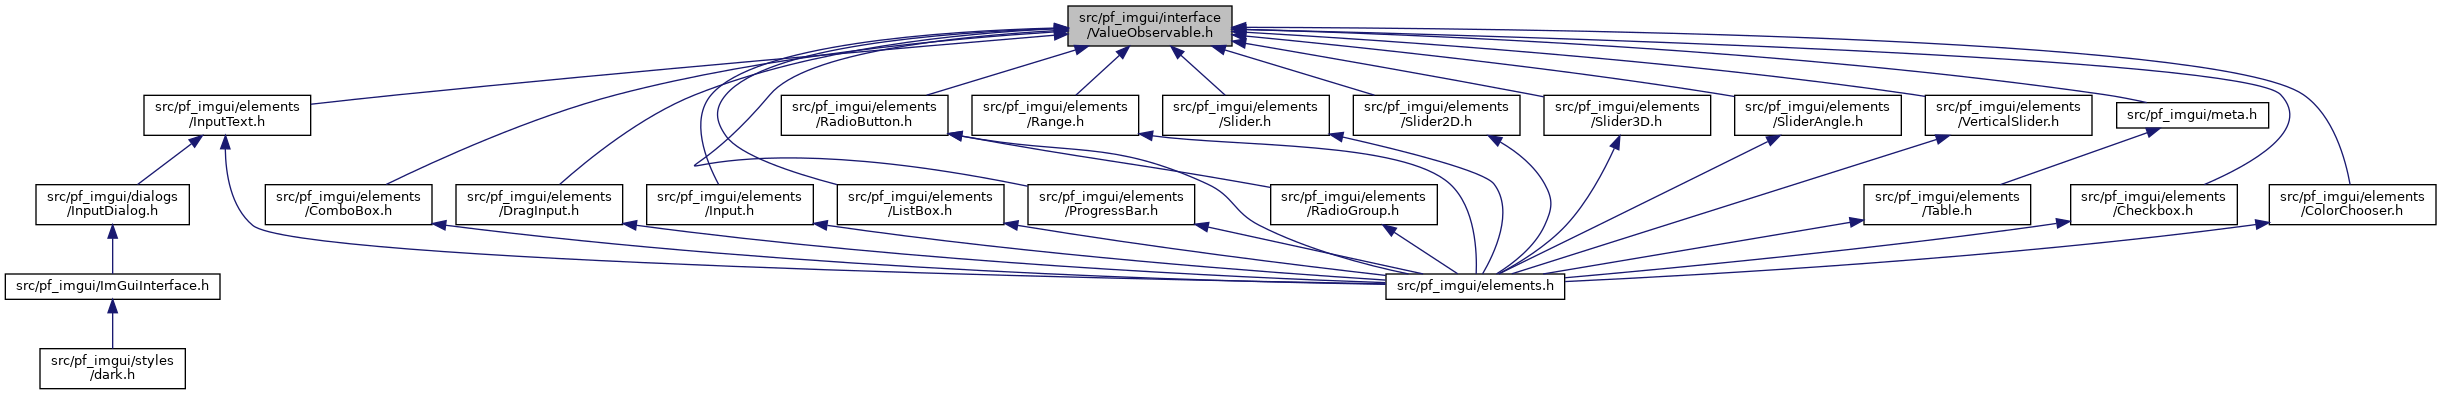 src/pf_imgui/interface
/ValueObservable.h
src/pf_imgui/elements
/InputText.h
src/pf_imgui/elements
/RadioButton.h
src/pf_imgui/elements
/Range.h
src/pf_imgui/elements
/Slider.h
src/pf_imgui/elements
/Slider2D.h
src/pf_imgui/elements
/Slider3D.h
src/pf_imgui/elements
/SliderAngle.h
src/pf_imgui/elements
/VerticalSlider.h
src/pf_imgui/meta.h
src/pf_imgui/dialogs
/InputDialog.h
src/pf_imgui/elements
/ComboBox.h
src/pf_imgui/elements
/DragInput.h
src/pf_imgui/elements
/Input.h
src/pf_imgui/elements
/ListBox.h
src/pf_imgui/elements
/ProgressBar.h
src/pf_imgui/elements
/RadioGroup.h
src/pf_imgui/elements
/Table.h
src/pf_imgui/elements
/Checkbox.h
src/pf_imgui/elements
/ColorChooser.h
src/pf_imgui/ImGuiInterface.h
src/pf_imgui/elements.h
src/pf_imgui/styles
/dark.h